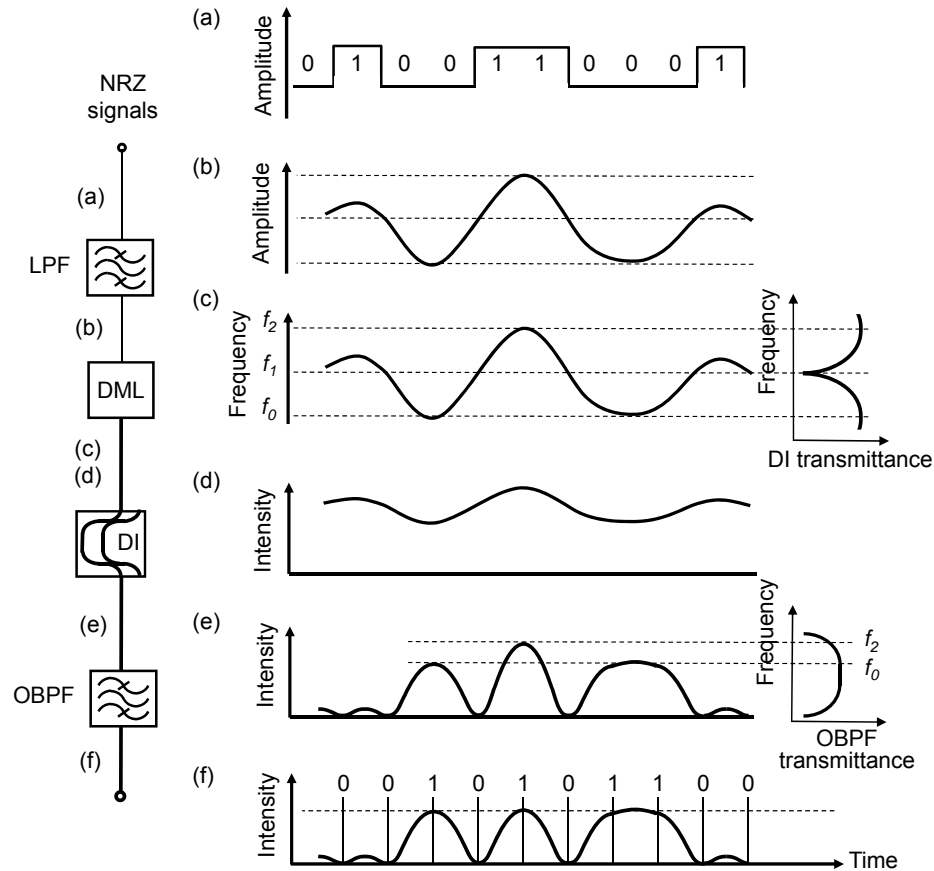 NRZ
signals
(a)
LPF
(b)
DML
(c)
(d)
DI
(e)
OBPF
(f)
(a)
Amplitude
0 1 0 0 1 1 0 0 0 1
(b)
Amplitude
(c)
Frequency
f2
f1
f0
Frequency
DI transmittance
(d)
Intensity
(e)
Intensity
Frequency
f2
f0
OBPF
transmittance
(f)
Intensity
0 0 1 0 1 0 1 1 0 0
Time